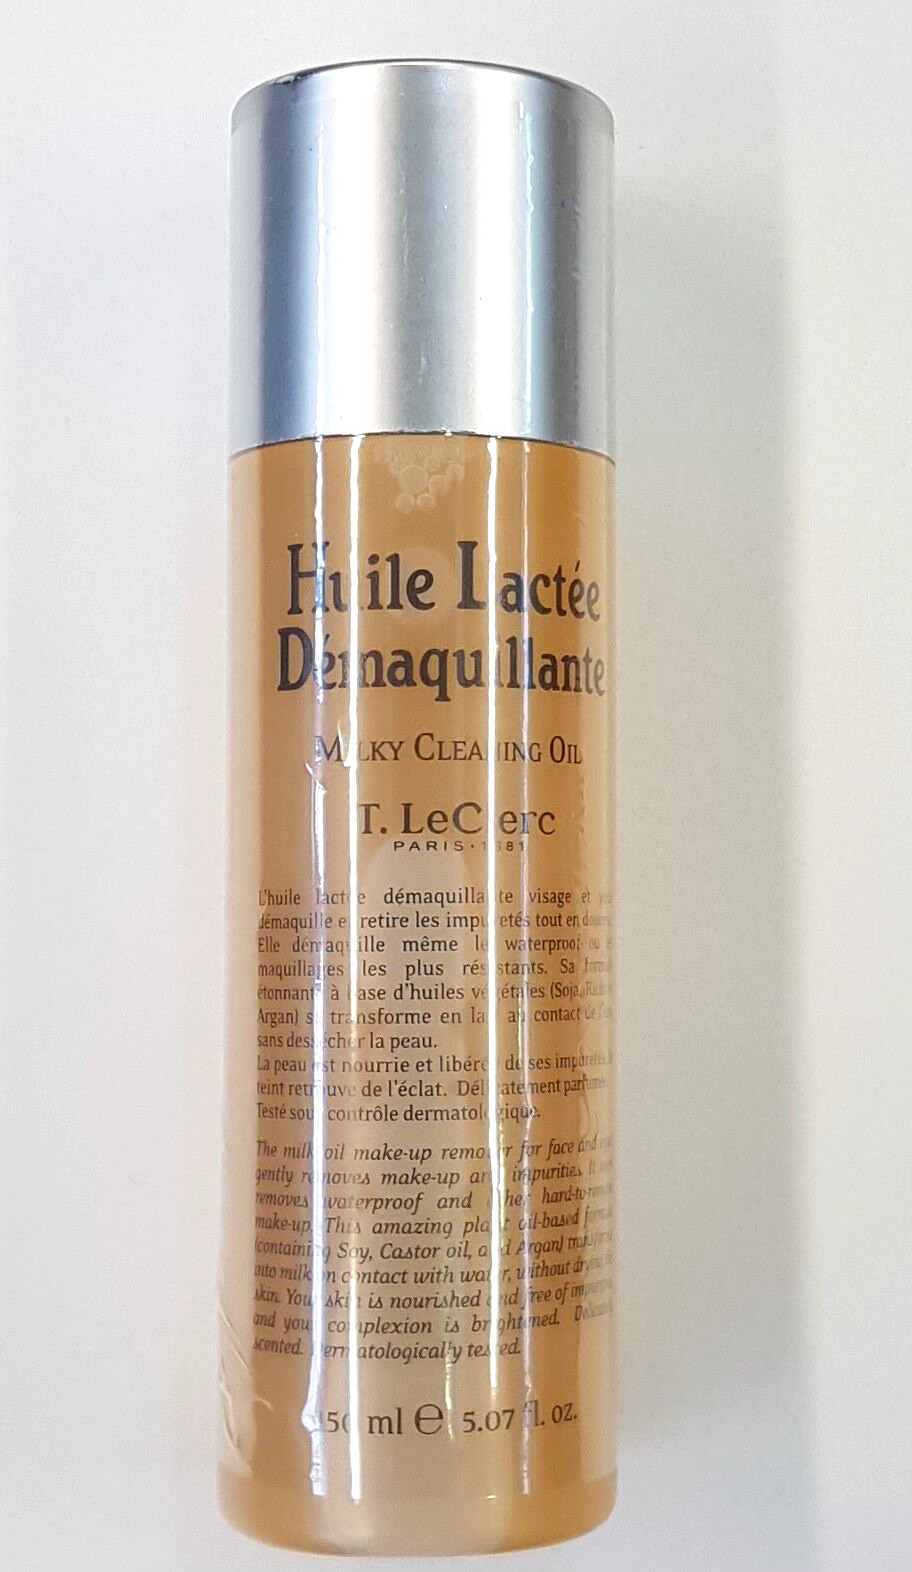 Huile Lactée
Démaquillante
MILKY CLEANING OIL
T. LeClerc
PARIS·1881
L'huile lactée démaquillante visage et
démaquille et retire les impuretés tout en
Elle démaquille même le waterproof ou
maquillages les plus résistants. Sa
étonnante à base d'huiles végétales (Soja,
Argan) se transforme en lait au contact de
sans dessécher la peau.
La peau est nourrie et libérée de ses
teint retrouve de l'éclat. Délicatement
Testé sous contrôle dermatologique.
The milk oil make-up remover for face and
gently removes make-up and impurities. It
removes waterproof and other
make-up. This amazing plant oil-based
(containing Soy, Castor oil, and Argan)
into milk on contact with water, without
skin. Your skin is nourished and free of
and your complexion is brightened.
scented. Dermatologically tested.
150 ml ℮ 5.07 fl. oz.